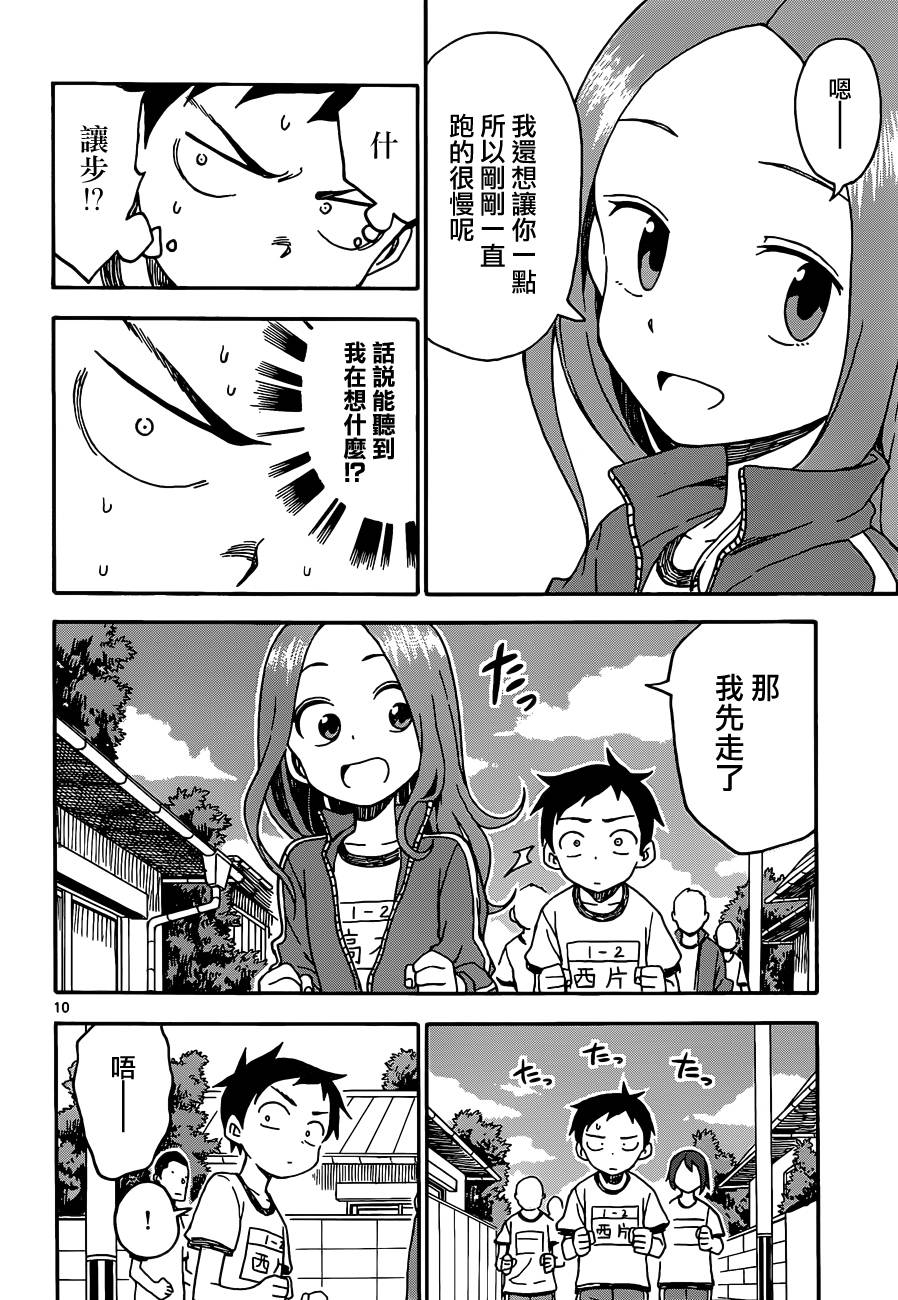 嗯──
我還想讓你一點
所以剛剛一直
跑的很慢呢
什
讓步!?
話説能聽到
我在想什麼!?
那
我先走了
たっ
1-2
高
1-2
西片
10
たっ
たっ
たっ
1-2
西片
唔──
！
1-2
西片